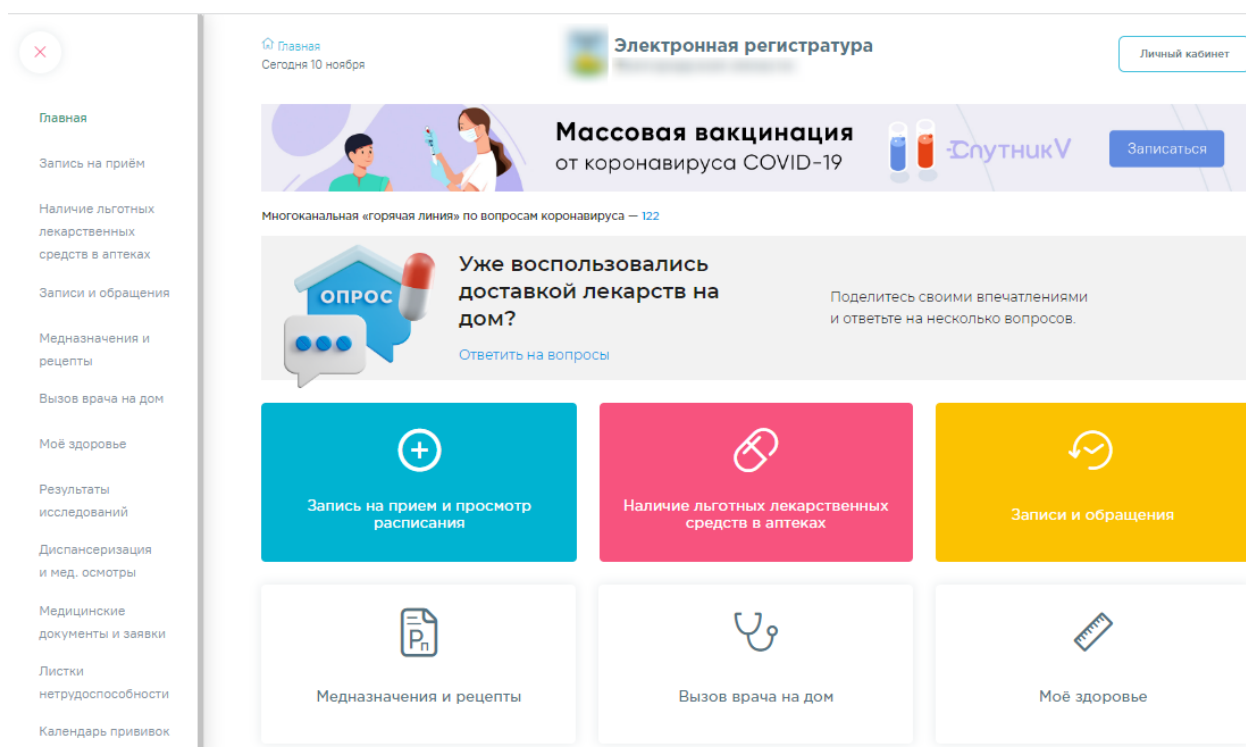 Главная
Сегодня 10 ноября
Электронная регистратура
Личный кабинет
Главная
Запись на приём
Наличие льготных
лекарственных
средств в аптеках
Записи и обращения
Медназначения и
рецепты
Вызов врача на дом
Моё здоровье
Результаты
исследований
Диспансеризация
и мед. осмотры
Медицинские
документы и заявки
Листки
нетрудоспособности
Календарь прививок
Массовая вакцинация
от коронавируса COVID-19
СпутникV
Записаться
Многоканальная «горячая линия» по вопросам коронавируса — 122
ОПРОС
Уже воспользовались
доставкой лекарств на
дом?
Ответить на вопросы
Поделитесь своими впечатлениями
и ответьте на несколько вопросов.
Запись на прием и просмотр
расписания
Наличие льготных лекарственных
средств в аптеках
Записи и обращения
Рп
Медназначения и рецепты
Вызов врача на дом
Моё здоровье